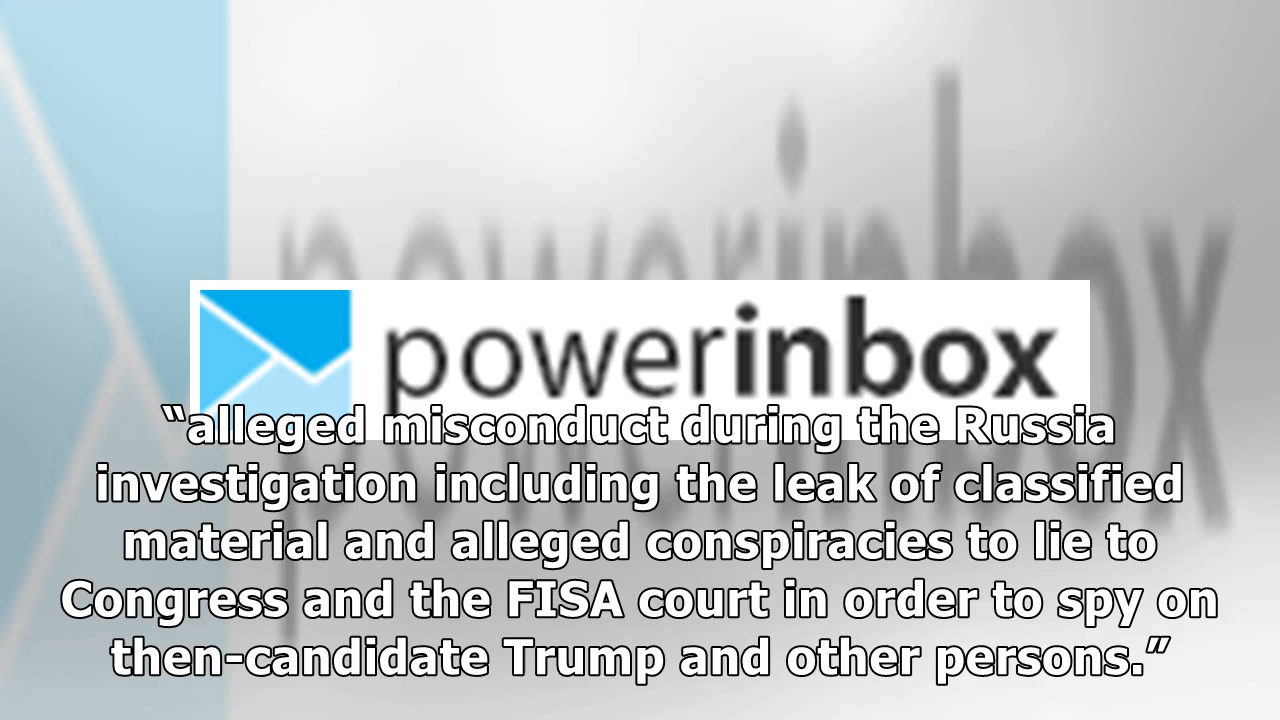 powerinbox
powerinbox
“alleged misconduct during the Russia
investigation including the leak of classified
material and alleged conspiracies to lie to
Congress and the FISA court in order to spy on
then-candidate Trump and other persons.”